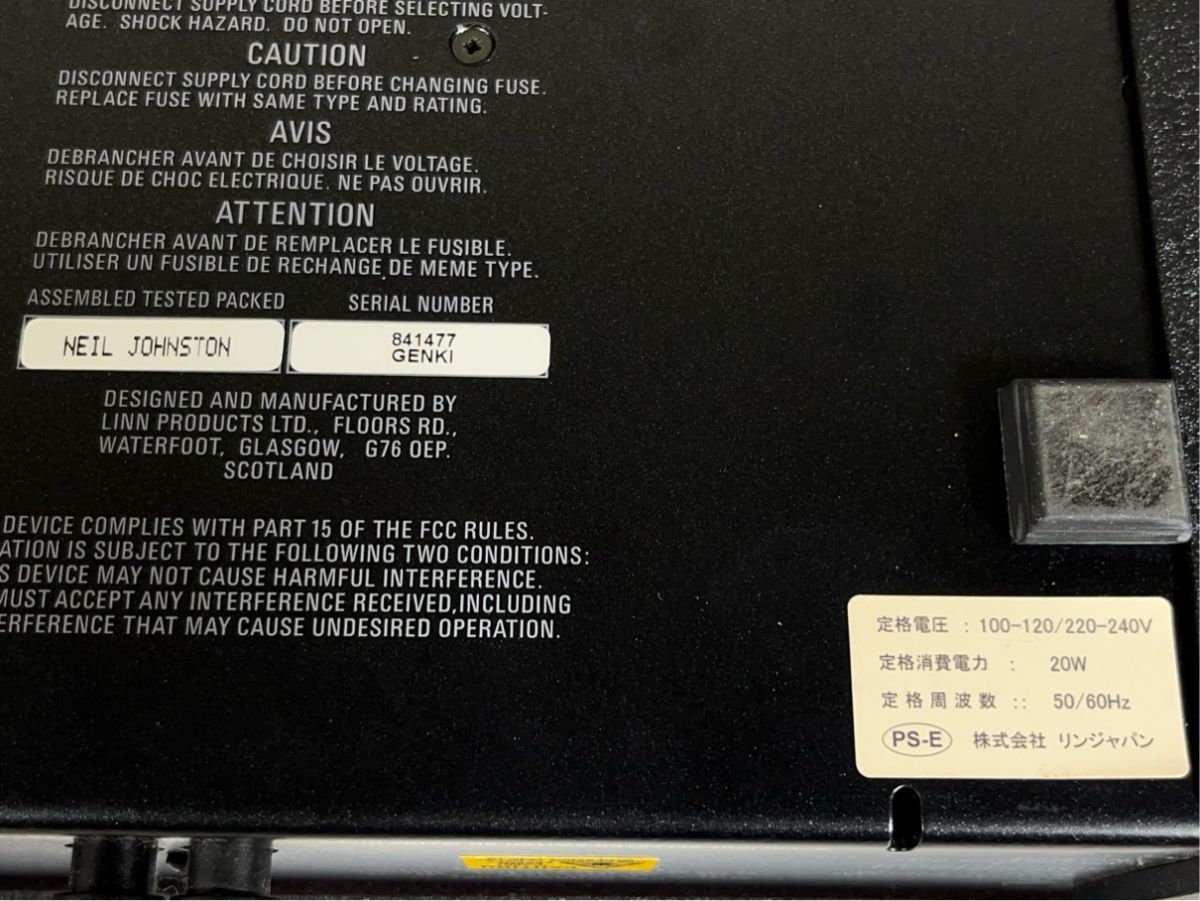 DISCONNECT SUPPLY CORD BEFORE SELECTING VOLT-
AGE. SHOCK HAZARD. DO NOT OPEN.
CAUTION
DISCONNECT SUPPLY CORD BEFORE CHANGING FUSE.
REPLACE FUSE WITH SAME TYPE AND RATING.
AVIS
DEBRANCHER AVANT DE CHOISIR LE VOLTAGE.
RISQUE DE CHOC ELECTRIQUE. NE PAS OUVRIR.
ATTENTION
DEBRANCHER AVANT DE REMPLACER LE FUSIBLE.
UTILISER UN FUSIBLE DE RECHANGE DE MEME TYPE.
ASSEMBLED TESTED PACKED SERIAL NUMBER
NEIL JOHNSTON
841477
GENKI
DESIGNED AND MANUFACTURED BY
LINN PRODUCTS LTD., FLOORS RD.,
WATERFOOT, GLASGOW, G76 OEP.
SCOTLAND
DEVICE COMPLIES WITH PART 15 OF THE FCC RULES.
ATION IS SUBJECT TO THE FOLLOWING TWO CONDITIONS:
S DEVICE MAY NOT CAUSE HARMFUL INTERFERENCE.
MUST ACCEPT ANY INTERFERENCE RECEIVED,INCLUDING
ERFERENCE THAT MAY CAUSE UNDESIRED OPERATION.
定格電圧 : 100-120/220-240V
定格消費電力 : 20W
定格周波数 :: 50/60Hz
PS-E 株式会社 リンジャパン